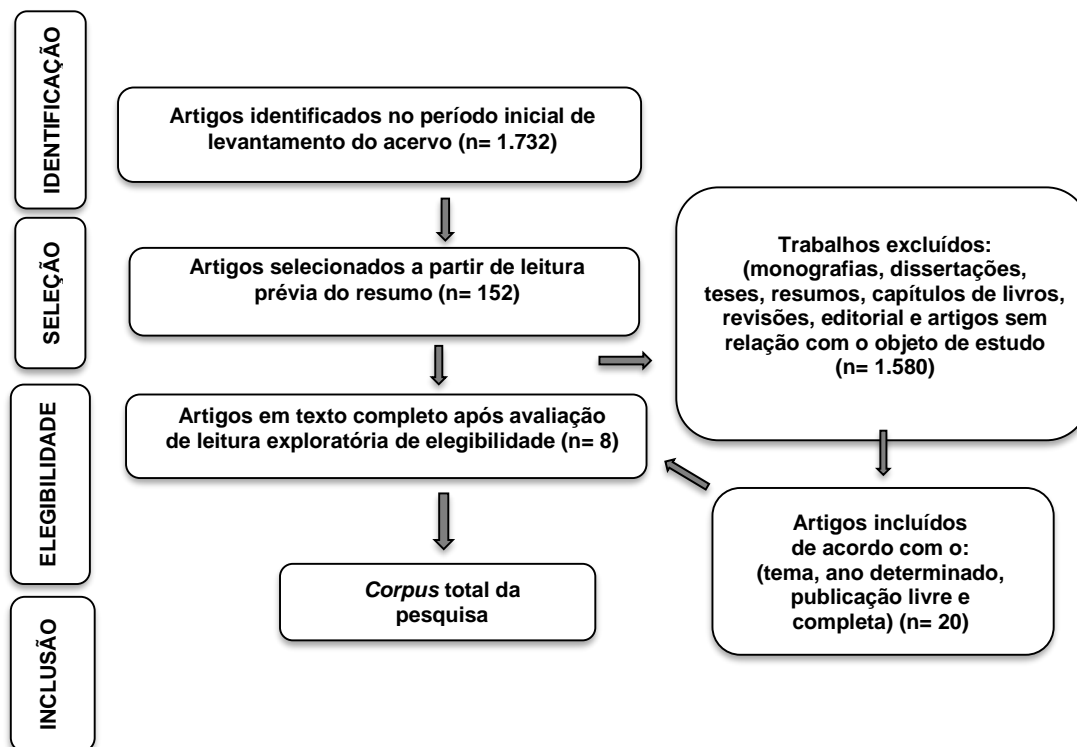 IDENTIFICAÇÃO
Artigos identificados no período inicial de
levantamento do acervo (n= 1.732)
SELEÇÃO
Artigos selecionados a partir de leitura
prévia do resumo (n= 152)
Trabalhos excluídos:
(monografias, dissertações,
teses, resumos, capítulos de livros,
revisões, editorial e artigos sem
relação com o objeto de estudo
(n= 1.580)
ELEGIBILIDADE
Artigos em texto completo após avaliação
de leitura exploratória de elegibilidade (n= 8)
Artigos incluídos
de acordo com o:
(tema, ano determinado,
publicação livre e
completa) (n= 20)
INCLUSÃO
Corpus total da
pesquisa